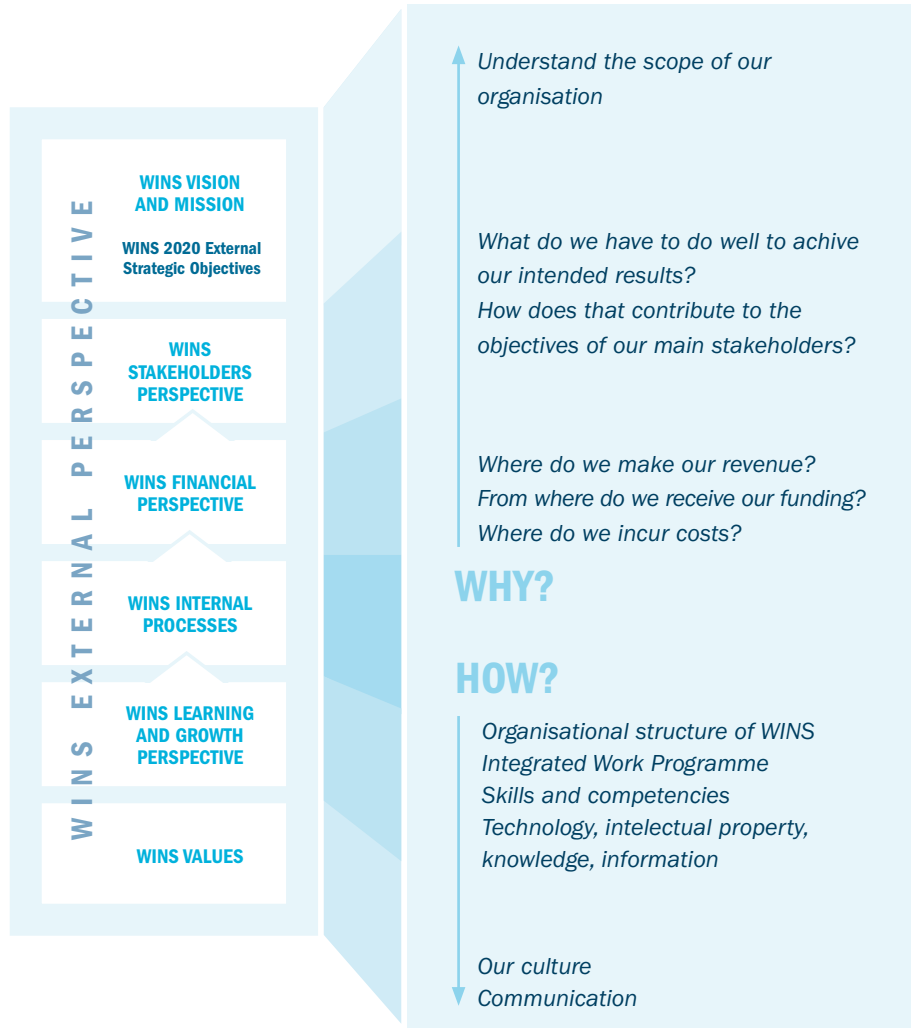 WINS EXTERNAL PERSPECTIVE
WINS VISION
AND MISSION
WINS 2020 External
Strategic Objectives
WINS
STAKEHOLDERS
PERSPECTIVE
WINS FINANCIAL
PERSPECTIVE
WINS INTERNAL
PROCESSES
WINS LEARNING
AND GROWTH
PERSPECTIVE
WINS VALUES
Understand the scope of our
organisation
What do we have to do well to achive
our intended results?
How does that contribute to the
objectives of our main stakeholders?
Where do we make our revenue?
From where do we receive our funding?
Where do we incur costs?
WHY?
HOW?
Organisational structure of WINS
Integrated Work Programme
Skills and competencies
Technology, intelectual property,
knowledge, information
Our culture
Communication